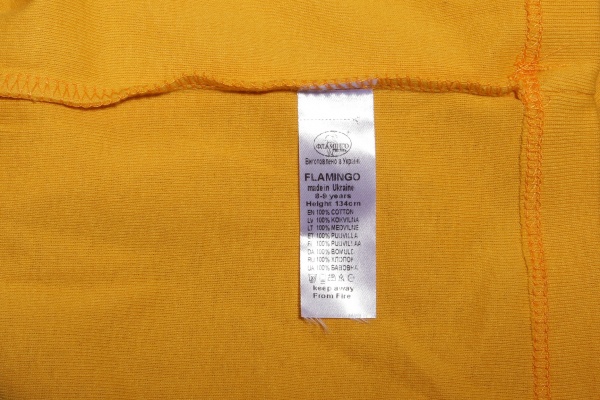 ФЛАМІНГО
Виготовлено в Україні
FLAMINGO
made in Ukraine
8-9 years
Height 134cm
EN 100% COTTON
LV 100% KOKVILNA
LT 100% MEDVILNE
ET 100% PUUVILLA
FI 100% PUUVILLAA
DA 100% BOMULD
RU 100% ХЛОПОК
UA 100% БАВОВНА
keep away
From Fire